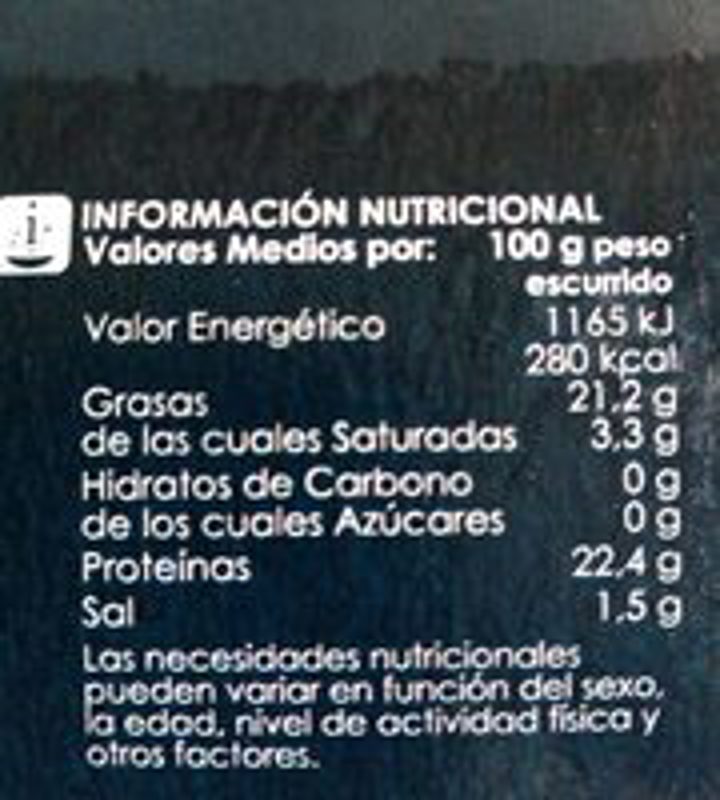 INFORMACIÓN NUTRICIONAL
Valores Medios por: 100 g peso
escurrido
Valor Energético 1165 kJ
280 kcal
Grasas 21,2 g
de las cuales Saturadas 3,3 g
Hidratos de Carbono 0 g
de los cuales Azúcares 0 g
Proteínas 22,4 g
Sal 1,5 g
Las necesidades nutricionales
pueden variar en función del sexo,
la edad, nivel de actividad física y
otros factores.